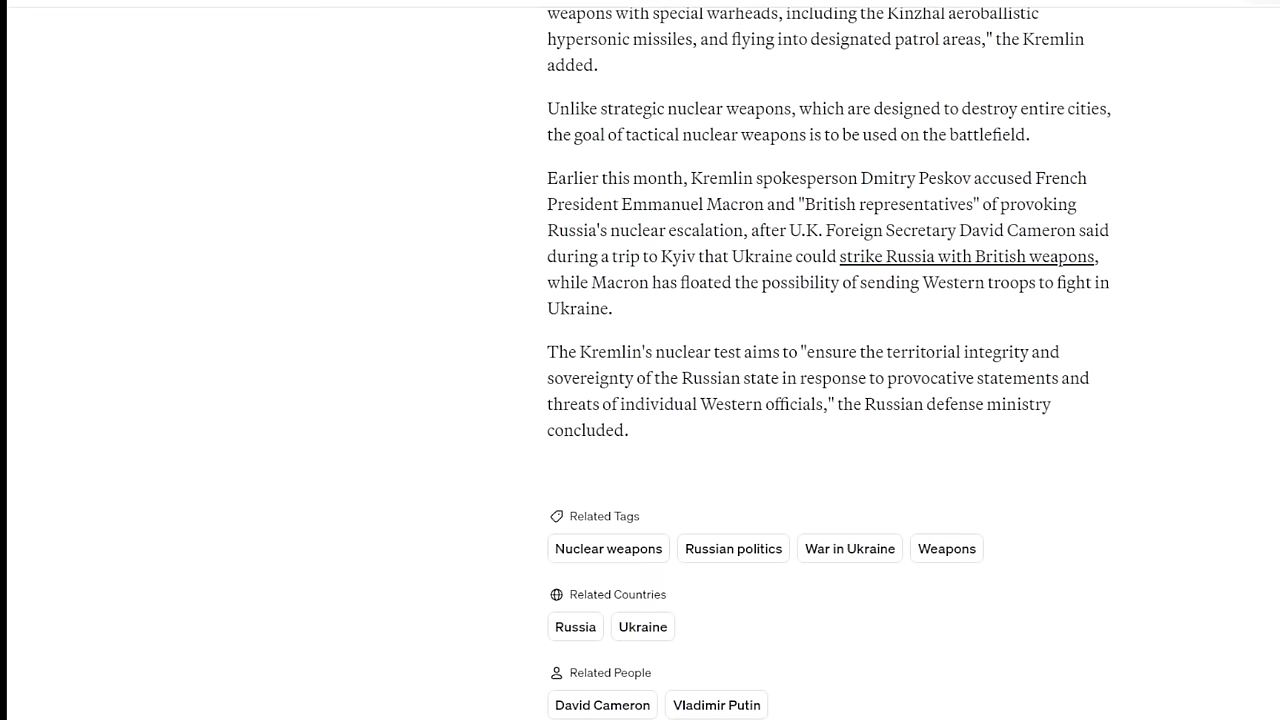 weapons with special warheads, including the Kinzhal aeroballistic
hypersonic missiles, and flying into designated patrol areas," the Kremlin
added.
Unlike strategic nuclear weapons, which are designed to destroy entire cities,
the goal of tactical nuclear weapons is to be used on the battlefield.
Earlier this month, Kremlin spokesperson Dmitry Peskov accused French
President Emmanuel Macron and "British representatives" of provoking
Russia's nuclear escalation, after U.K. Foreign Secretary David Cameron said
during a trip to Kyiv that Ukraine could strike Russia with British weapons,
while Macron has floated the possibility of sending Western troops to fight in
Ukraine.
The Kremlin's nuclear test aims to "ensure the territorial integrity and
sovereignty of the Russian state in response to provocative statements and
threats of individual Western officials," the Russian defense ministry
concluded.
Related Tags
Nuclear weapons Russian politics War in Ukraine Weapons
Related Countries
Russia Ukraine
Related People
David Cameron Vladimir Putin